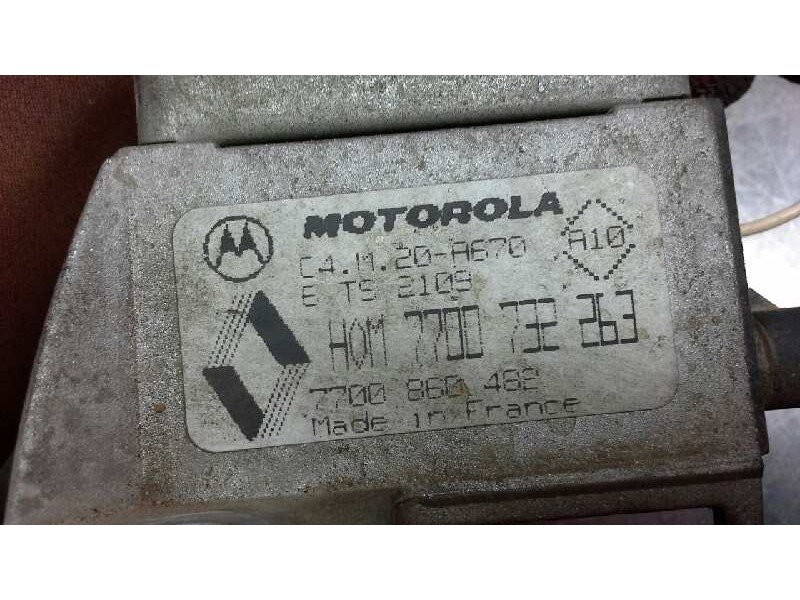 MOTOROLA
C4.M.20-A670
A10
E TS 2109
HOM 7700 732 263
7700 860 482
Made in France